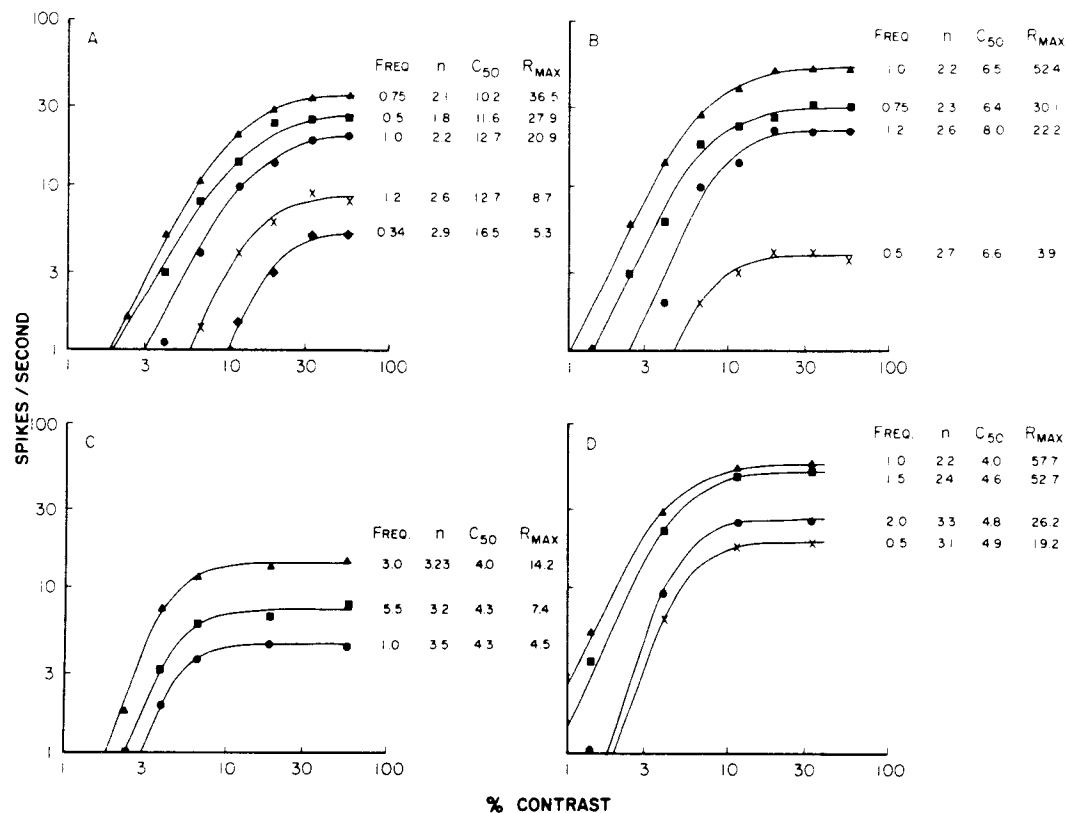 A
FREQ n C50 RMAX
0.75 2.1 10.2 36.5
0.5 1.8 11.6 27.9
1.0 2.2 12.7 20.9
1.2 2.6 12.7 8.7
0.34 2.9 16.5 5.3
100
30
10
3
1
1 3 10 30 100
B
FREQ n C50 RMAX
1.0 2.2 6.5 52.4
0.75 2.3 6.4 30.1
1.2 2.6 8.0 22.2
0.5 2.7 6.6 3.9
1 3 10 30 100
SPIKES / SECOND
C
FREQ. n C50 RMAX
3.0 3.23 4.0 14.2
5.5 3.2 4.3 7.4
1.0 3.5 4.3 4.5
100
30
10
3
1
1 3 10 30 100
D
FREQ. n C50 RMAX
1.0 2.2 4.0 57.7
1.5 2.4 4.6 52.7
2.0 3.3 4.8 26.2
0.5 3.1 4.9 19.2
1 3 10 30 100
% CONTRAST